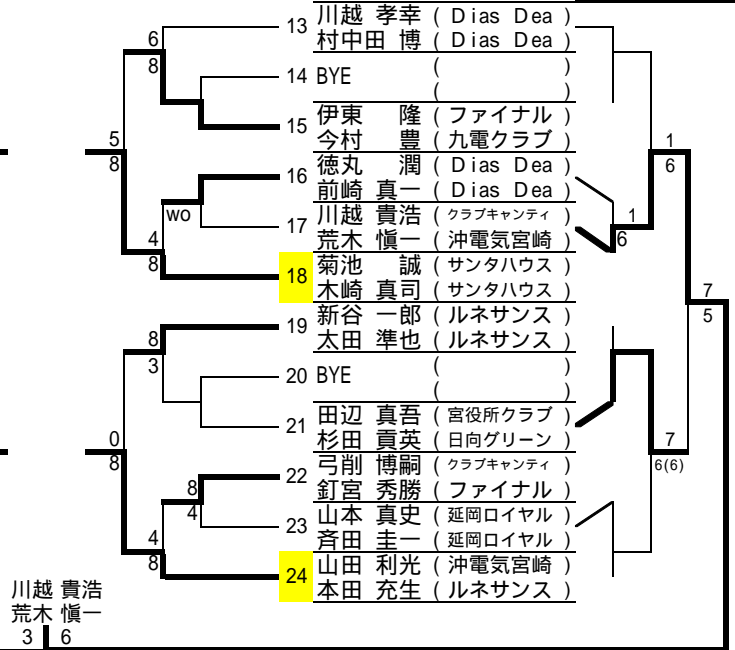 13 川越 孝幸 ( Dias Dea )
村中田 博 ( Dias Dea )
14 BYE ( )
( )
15 伊東 隆 ( ファイナル )
今村 豊 ( 九電クラブ )
16 徳丸 潤 ( Dias Dea )
前崎 真一 ( Dias Dea )
17 川越 貴浩 ( クラブキャンティ )
荒木 愼一 ( 沖電気宮崎 )
18 菊池 誠 ( サンタハウス )
木崎 真司 ( サンタハウス )
19 新谷 一郎 ( ルネサンス )
太田 準也 ( ルネサンス )
20 BYE ( )
( )
21 田辺 真吾 ( 宮役所クラブ )
杉田 貢英 ( 日向グリーン )
22 弓削 博嗣 ( クラブキャンティ )
釘宮 秀勝 ( ファイナル )
23 山本 真史 ( 延岡ロイヤル )
斉田 圭一 ( 延岡ロイヤル )
24 山田 利光 ( 沖電気宮崎 )
本田 充生 ( ルネサンス )
6
8
5
8
wo
4
8
8
3
0
8
8
4
4
8
1
6
1
6
7
5
7
6(6)
川越 貴浩
荒木 愼一
3 6